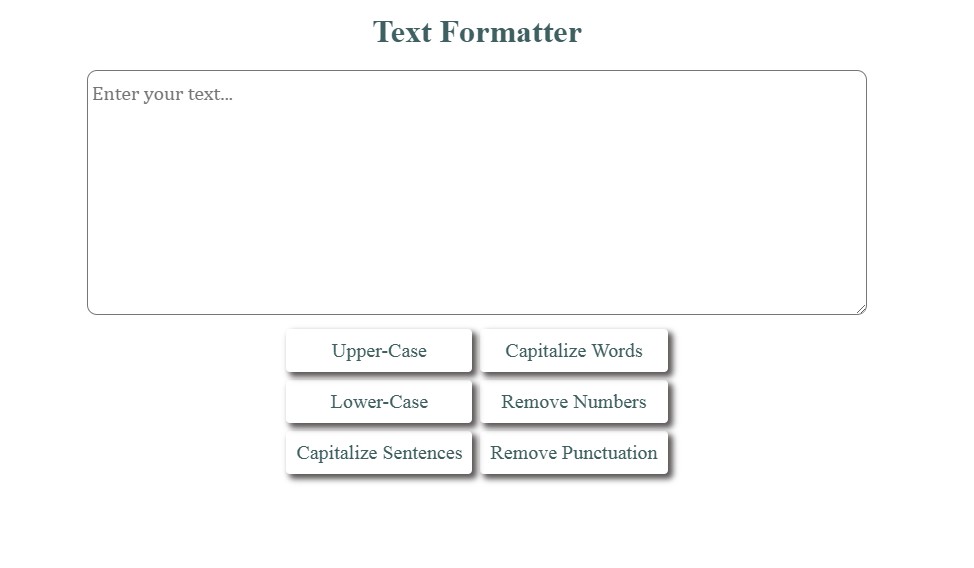 Text Formatter
Enter your text...
Upper-Case
Capitalize Words
Lower-Case
Remove Numbers
Capitalize Sentences
Remove Punctuation